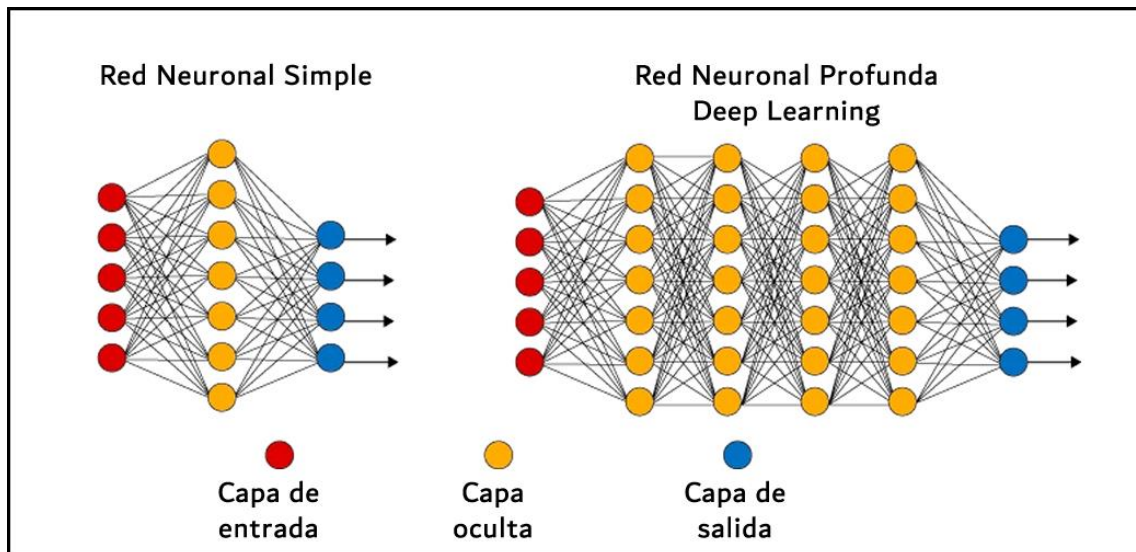 Red Neuronal Simple
Red Neuronal Profunda
Deep Learning
Capa de
entrada
Capa
oculta
Capa de
salida